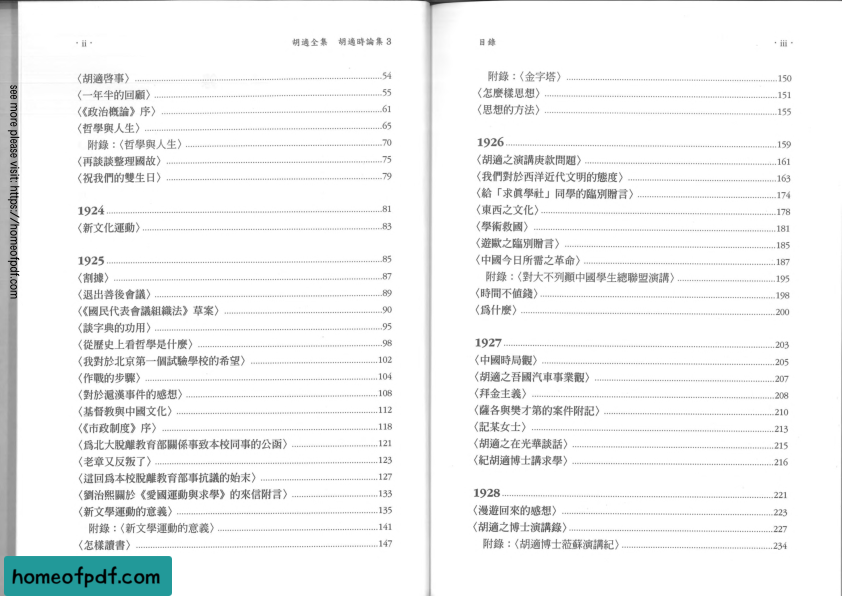 · ii ·
胡適全集　胡適時論集 3
〈胡適啓事〉 54
〈一年半的回顧〉 55
〈《政治概論》序〉 61
〈哲學與人生〉 65
附錄：〈哲學與人生〉 70
〈再談談整理國故〉 75
〈祝我們的雙生日〉 79
1924 81
〈新文化運動〉 83
1925 85
〈割據〉 87
〈退出善後會議〉 89
〈《國民代表會議組織法》草案〉 90
〈談字典的功用〉 95
〈從歷史上看哲學是什麼〉 98
〈我對於北京第一個試驗學校的希望〉 102
〈作戰的步驟〉 104
〈對於滬漢事件的感想〉 108
〈基督教與中國文化〉 112
〈《市政制度》序〉 118
〈爲北大脫離教育部關係事致本校同事的公函〉 121
〈老章又反叛了〉 123
〈這回爲本校脫離教育部事抗議的始末〉 127
〈劉治熙關於《愛國運動與求學》的來信附言〉 133
〈新文學運動的意義〉 135
附錄：〈新文學運動的意義〉 141
〈怎樣讀書〉 147
目錄
· iii ·
附錄：〈金字塔〉 150
〈怎麼樣思想〉 151
〈思想的方法〉 155
1926 159
〈胡適之演講庚款問題〉 161
〈我們對於西洋近代文明的態度〉 163
〈給「求眞學社」同學的臨別贈言〉 174
〈東西之文化〉 178
〈學術救國〉 181
〈遊歐之臨別贈言〉 185
〈中國今日所需之革命〉 187
附錄：〈對大不列顚中國學生總聯盟演講〉 195
〈時間不值錢〉 198
〈爲什麼〉 200
1927 203
〈中國時局觀〉 205
〈胡適之吾國汽車事業觀〉 207
〈拜金主義〉 208
〈薩各與樊才第的案件附記〉 210
〈記某女士〉 213
〈胡適之在光華談話〉 215
〈紀胡適博士講求學〉 216
1928 221
〈漫遊回來的感想〉 223
〈胡適之博士演講錄〉 227
附錄：〈胡適博士蒞蘇演講紀〉 234
see more please visit: https://homeofpdf.com
homeofpdf.com